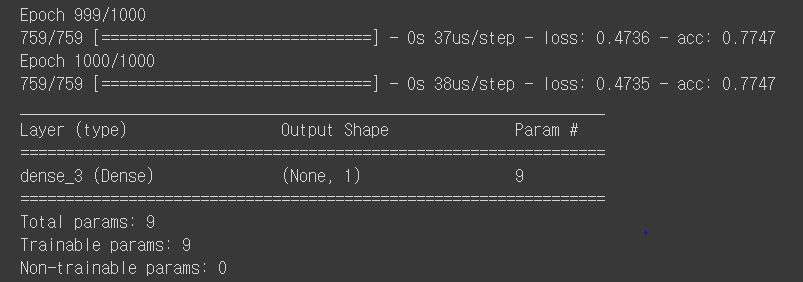 Epoch 999/1000
759/759 [==============================] - 0s 37us/step - loss: 0.4736 - acc: 0.7747
Epoch 1000/1000
759/759 [==============================] - 0s 38us/step - loss: 0.4735 - acc: 0.7747
_________________________________________________________________
Layer (type)                 Output Shape              Param #
=================================================================
dense_3 (Dense)              (None, 1)                 9
=================================================================
Total params: 9
Trainable params: 9
Non-trainable params: 0